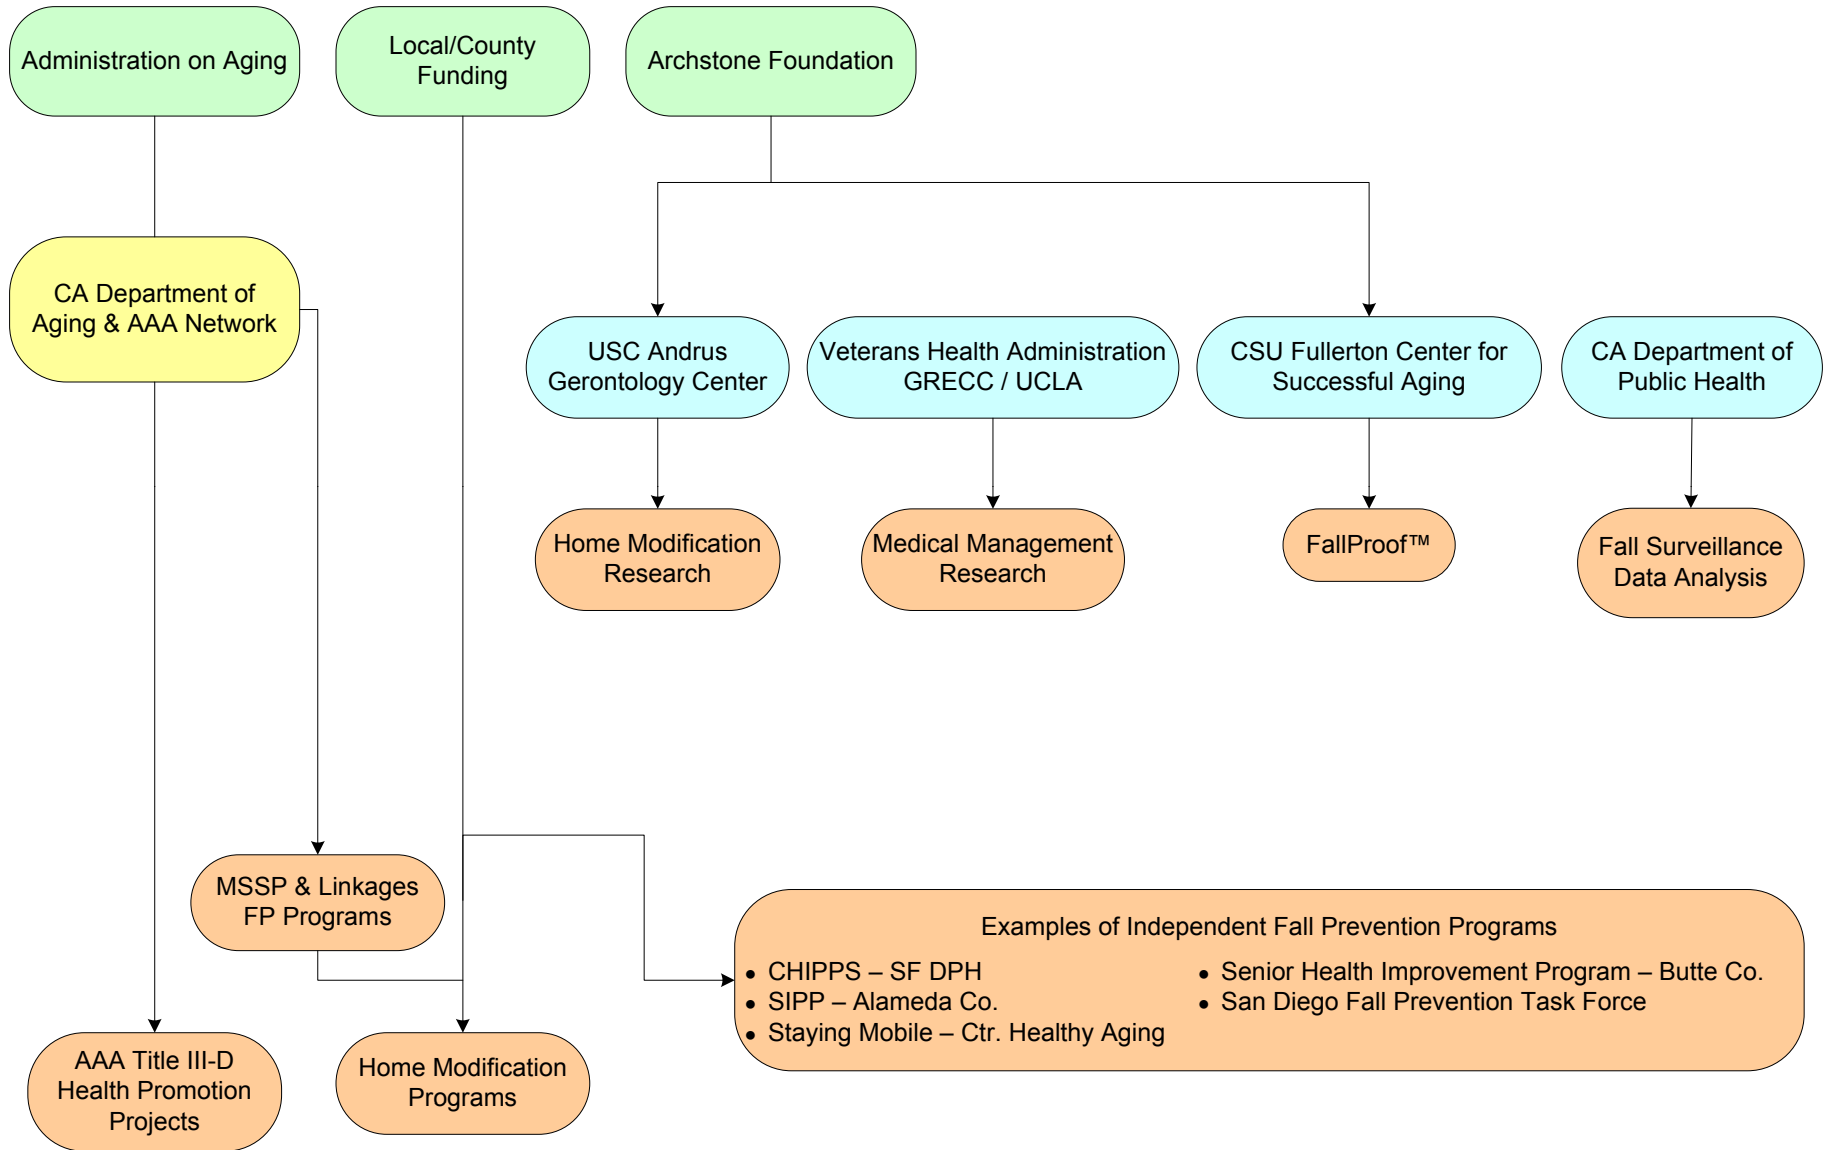 Administration on Aging
Local/County
Funding
Archstone Foundation
CA Department of
Aging & AAA Network
USC Andrus
Gerontology Center
Veterans Health Administration
GRECC / UCLA
CSU Fullerton Center for
Successful Aging
CA Department of
Public Health
Home Modification
Research
Medical Management
Research
FallProof™
Fall Surveillance
Data Analysis
MSSP & Linkages
FP Programs
Examples of Independent Fall Prevention Programs
• CHIPPS – SF DPH
• SIPP – Alameda Co.
• Staying Mobile – Ctr. Healthy Aging
• Senior Health Improvement Program – Butte Co.
• San Diego Fall Prevention Task Force
AAA Title III-D
Health Promotion
Projects
Home Modification
Programs